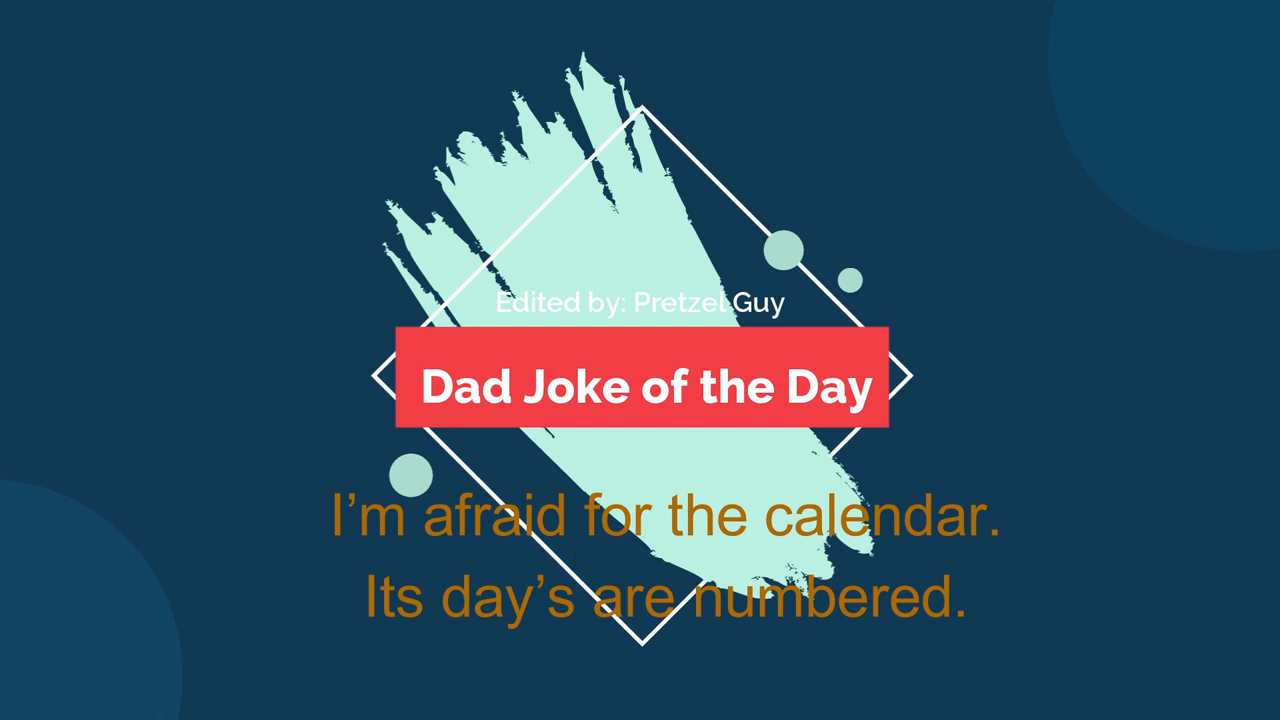 Edited by: Pretzel Guy
Dad Joke of the Day
I’m afraid for the calendar.
Its day’s are numbered.